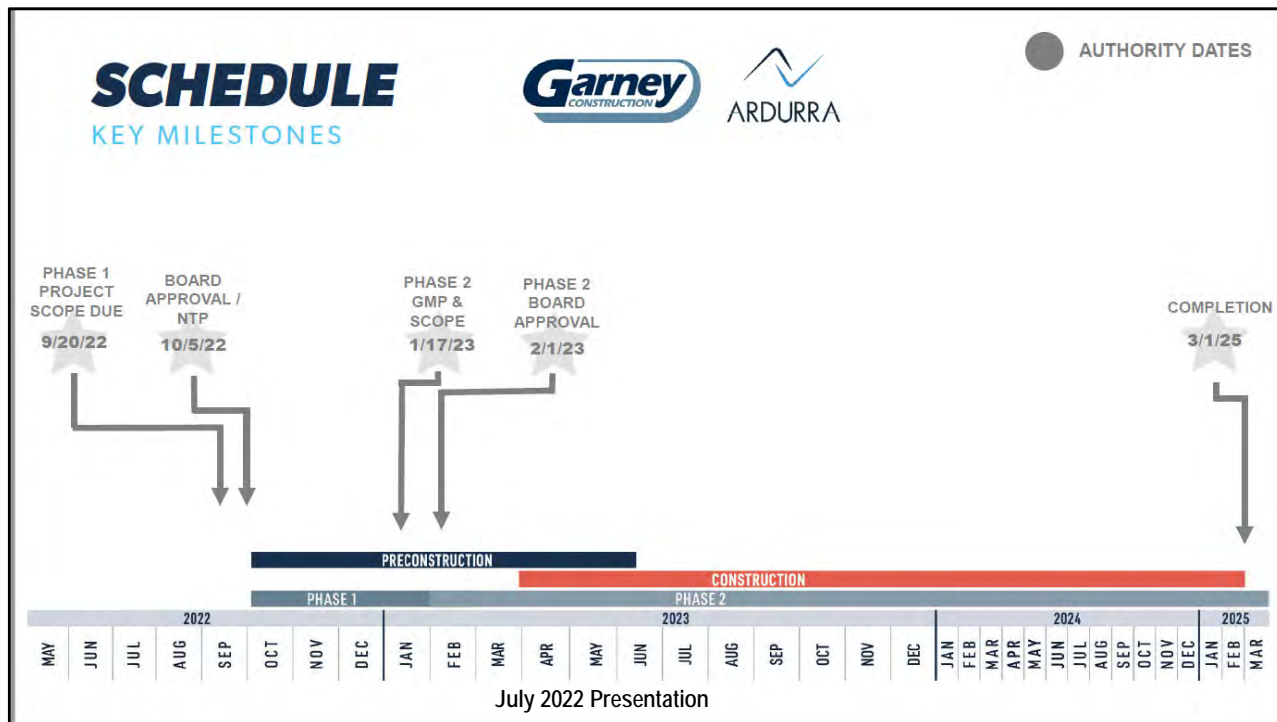 SCHEDULE
KEY MILESTONES
Garney
CONSTRUCTION
ARDURRA
AUTHORITY DATES
PHASE 1
PROJECT
SCOPE DUE
9/20/22
BOARD
APPROVAL /
NTP
10/5/22
PHASE 2
GMP &
SCOPE
1/17/23
PHASE 2
BOARD
APPROVAL
2/1/23
COMPLETION
3/1/25
PRECONSTRUCTION
CONSTRUCTION
PHASE 1 PHASE 2
2022 2023 2024 2025
MAY JUN JUL AUG SEP OCT NOV DEC JAN FEB MAR APR MAY JUN JUL AUG SEP OCT NOV DEC JAN FEB MAR APR MAY JUN JUL AUG SEP OCT NOV DEC JAN FEB MAR
July 2022 Presentation